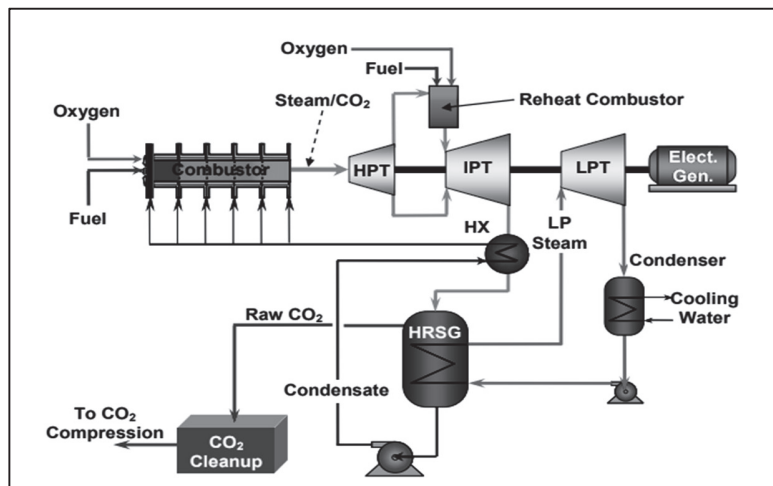 Oxygen
Fuel
Oxygen
Steam/CO₂
Reheat Combustor
Combustor
HPT
IPT
LPT
Elect.
Gen.
Fuel
HX
LP
Steam
Condenser
Cooling
Water
Raw CO₂
HRSG
Condensate
To CO₂
Compression
CO₂
Cleanup